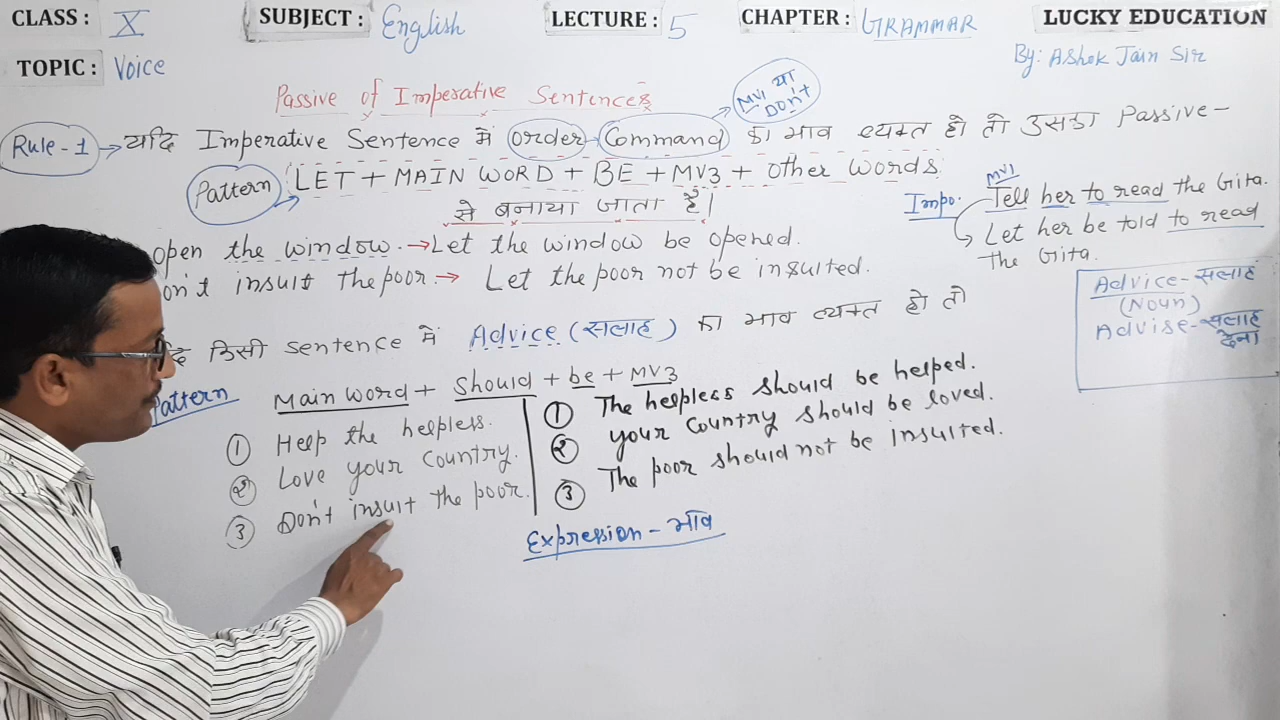 CLASS : X SUBJECT : English LECTURE : 5 CHAPTER : GRAMMAR LUCKY EDUCATION
TOPIC : Voice By: Ashok Jain Sir
Passive of Imperative Sentences
MV1 या Don't
Rule-1 → यदि Imperative Sentence में order Command का भाव व्यक्त हो तो उसका Passive -
Pattern LET + MAIN WORD + BE + MV3 + other words
से बनाया जाता है।
MV1
Impo. Tell her to read the Gita.
Let her be told to read
the Gita.
open the window. → Let the window be opened.
on't insult the poor → Let the poor not be insulted.
Advice - सलाह
(Noun)
Advise - सलाह
देना
दि किसी sentence में Advice (सलाह) का भाव व्यक्त हो तो
Pattern Main Word + should + be + MV3
① Help the helpless.
② Love your country.
③ Don't insult the poor.
① The helpless should be helped.
② your country should be loved.
③ The poor should not be insulted.
Expression - भाव